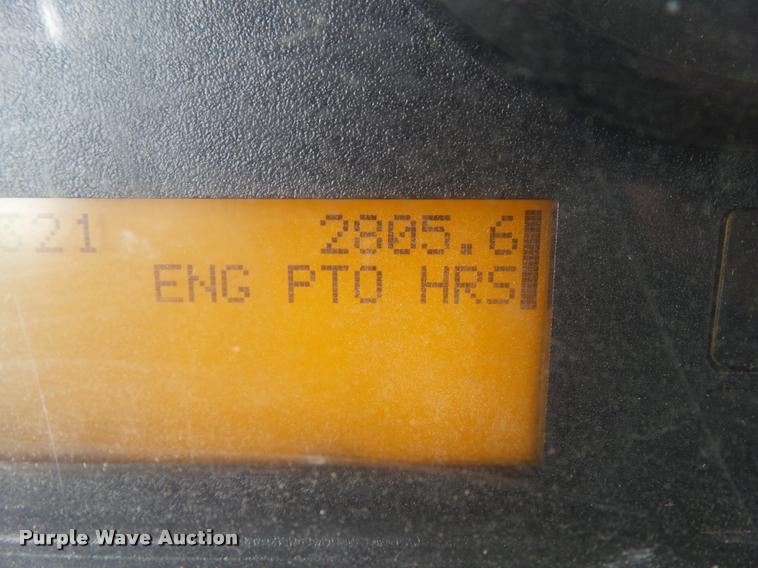 321 2805.6
ENG PTO HRS
Purple Wave Auction